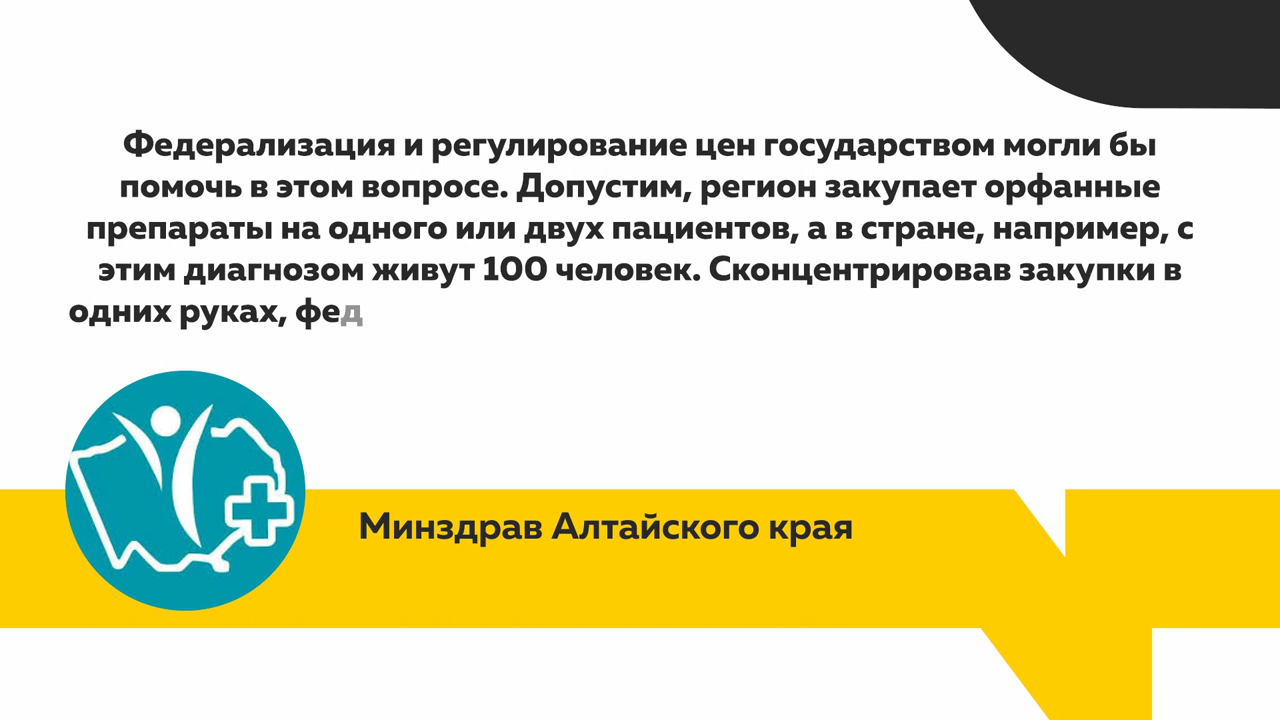 Федерализация и регулирование цен государством могли бы
помочь в этом вопросе. Допустим, регион закупает орфанные
препараты на одного или двух пациентов, а в стране, например, с
этим диагнозом живут 100 человек. Сконцентрировав закупки в
одних руках, фед
Минздрав Алтайского края